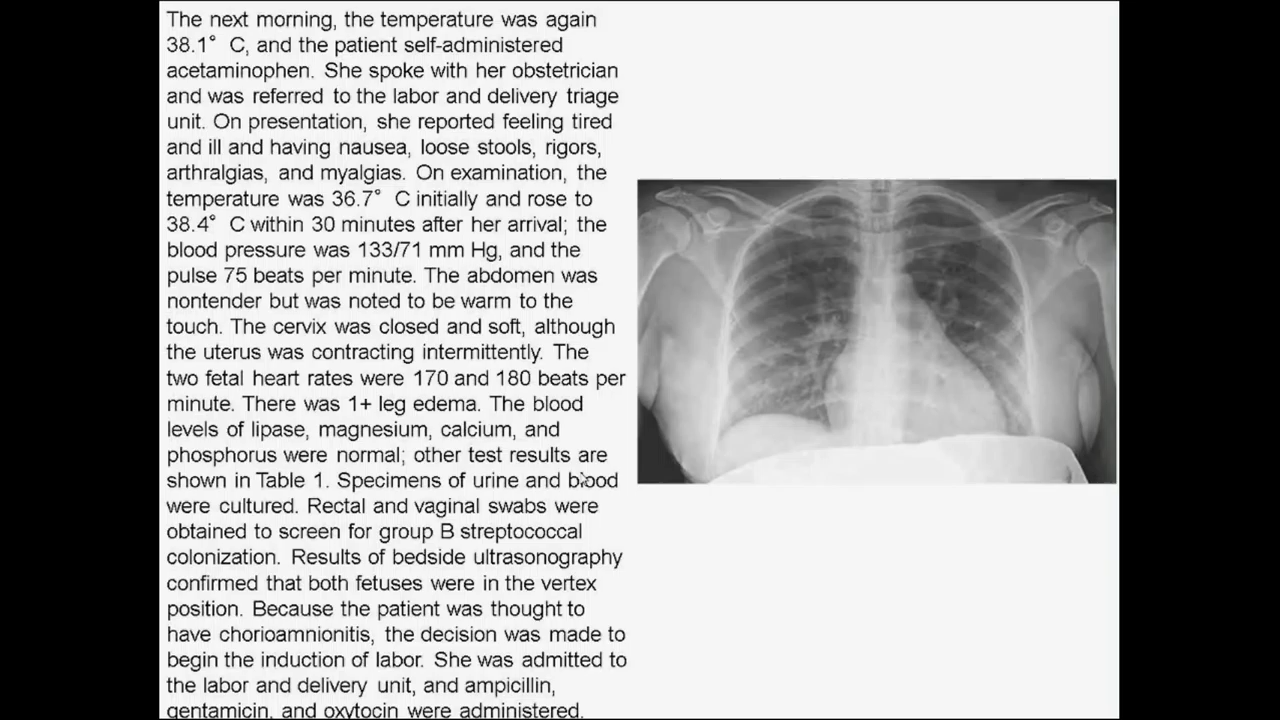 The next morning, the temperature was again
38.1° C, and the patient self-administered
acetaminophen. She spoke with her obstetrician
and was referred to the labor and delivery triage
unit. On presentation, she reported feeling tired
and ill and having nausea, loose stools, rigors,
arthralgias, and myalgias. On examination, the
temperature was 36.7° C initially and rose to
38.4° C within 30 minutes after her arrival; the
blood pressure was 133/71 mm Hg, and the
pulse 75 beats per minute. The abdomen was
nontender but was noted to be warm to the
touch. The cervix was closed and soft, although
the uterus was contracting intermittently. The
two fetal heart rates were 170 and 180 beats per
minute. There was 1+ leg edema. The blood
levels of lipase, magnesium, calcium, and
phosphorus were normal; other test results are
shown in Table 1. Specimens of urine and blood
were cultured. Rectal and vaginal swabs were
obtained to screen for group B streptococcal
colonization. Results of bedside ultrasonography
confirmed that both fetuses were in the vertex
position. Because the patient was thought to
have chorioamnionitis, the decision was made to
begin the induction of labor. She was admitted to
the labor and delivery unit, and ampicillin,
gentamicin, and oxytocin were administered.